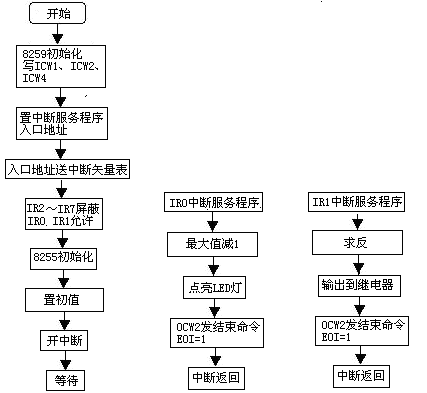 开始
8259初始化
写ICW1、ICW2、
ICW4
置中断服务程序
入口地址
入口地址送中断矢量表
IR2～IR7屏蔽
IR0、IR1允许
8255初始化
置初值
开中断
等待
IR0中断服务程序
最大值减1
点亮LED灯
OCW2发结束命令
EOI=1
中断返回
IR1中断服务程序
求反
输出到继电器
OCW2发结束命令
EOI=1
中断返回